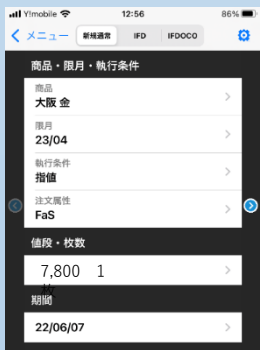 Y!mobile 12:56 86%
メニュー 新規通常 IFD IFDOCO
商品・限月・執行条件
商品
大阪 金
限月
23/04
執行条件
指値
注文属性
FaS
値段・枚数
7,800 1
枚
期間
22/06/07